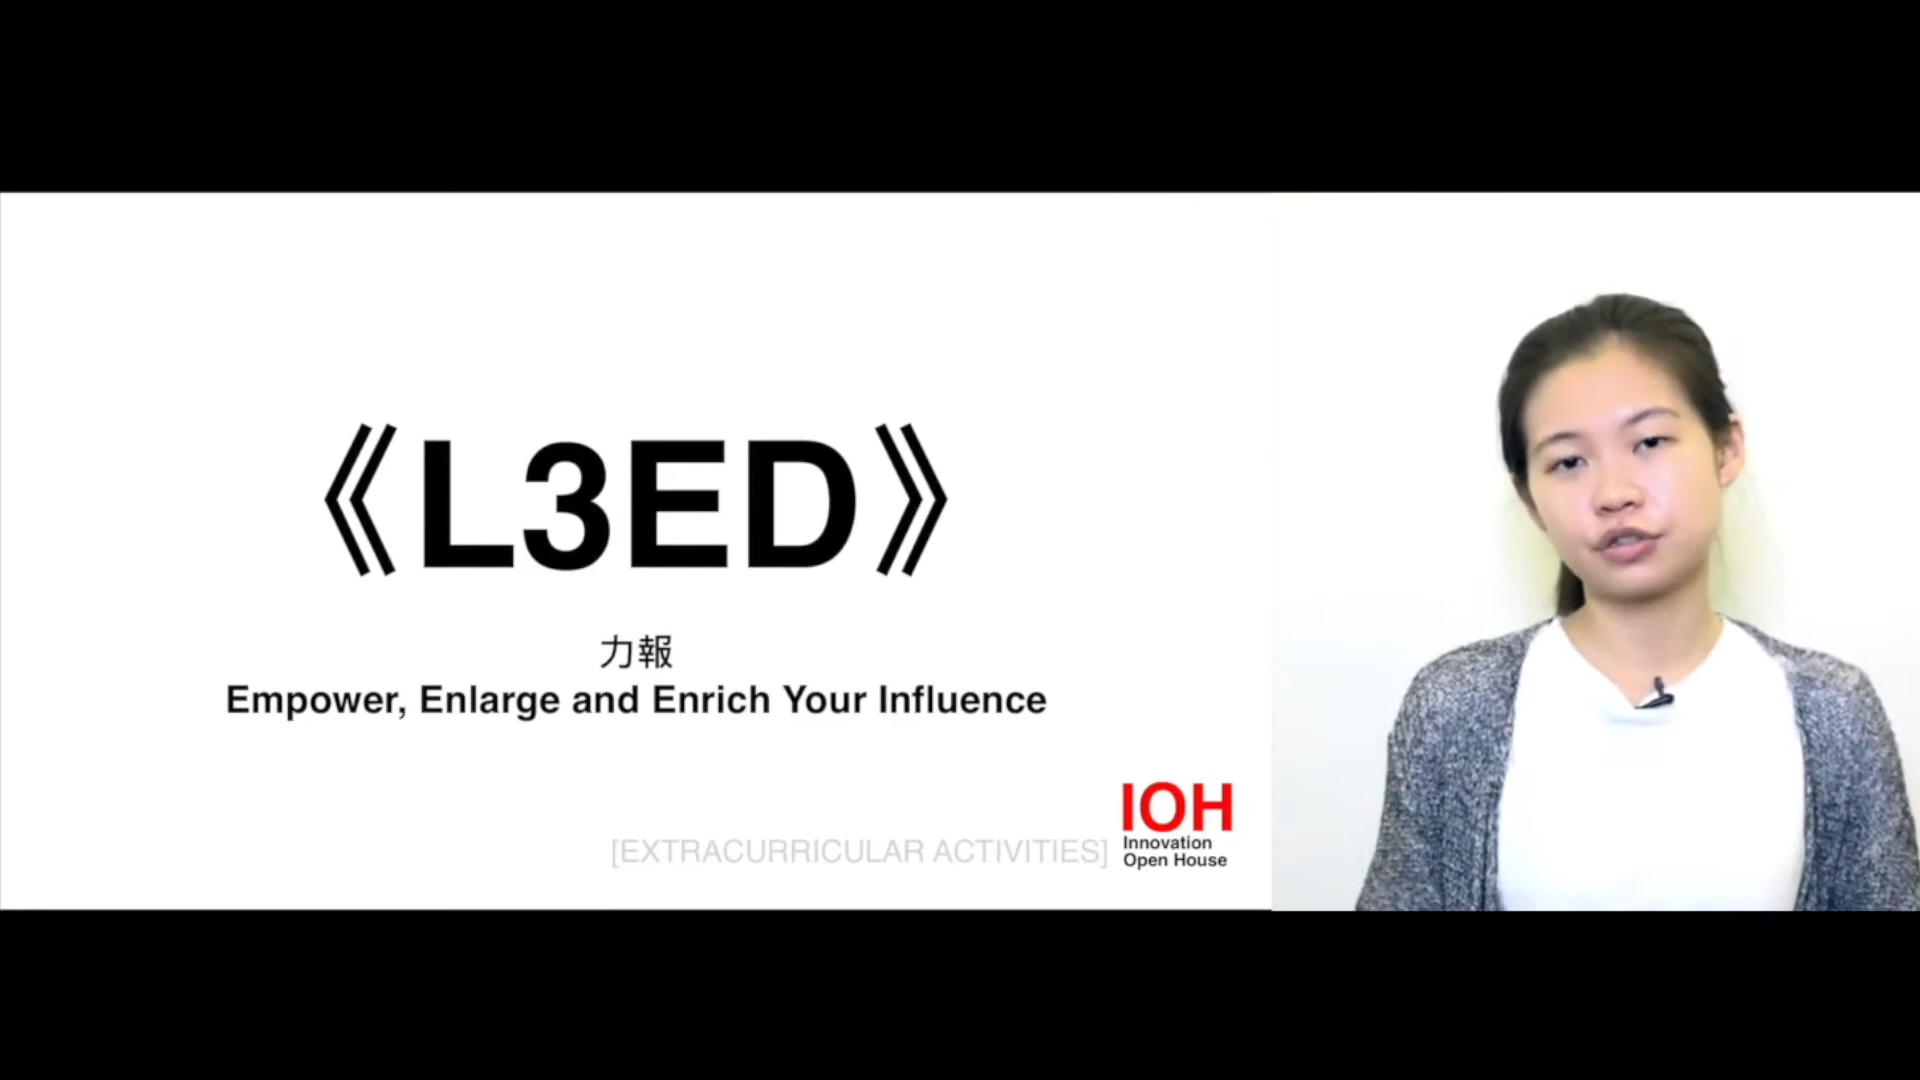 《L3ED》
力報
Empower, Enlarge and Enrich Your Influence
[EXTRACURRICULAR ACTIVITIES]
IOH
Innovation
Open House